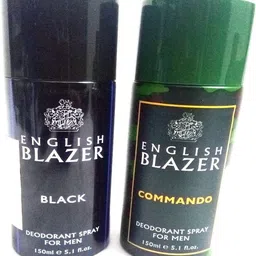 ENGLISH
BLAZER
BLACK
DEODORANT SPRAY
FOR MEN
150ml e 5.1 fl.oz.
ENGLISH
BLAZER
COMMANDO
DEODORANT SPRAY
FOR MEN
150ml e 5.1 fl.oz.